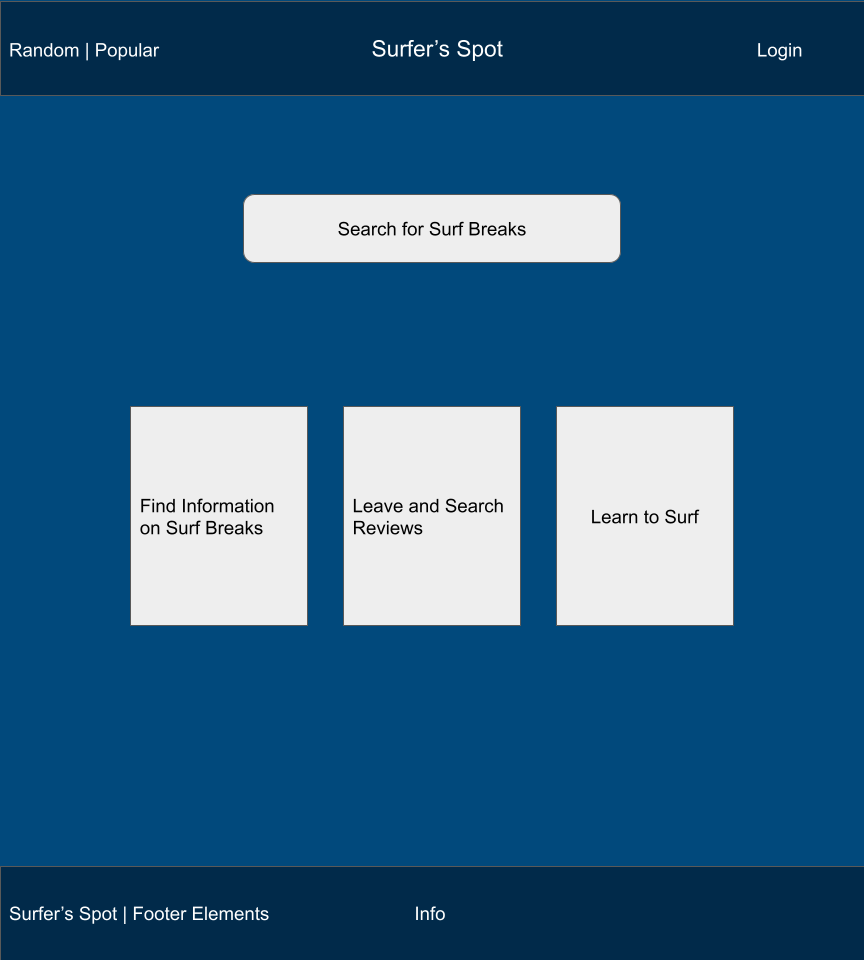 Random | Popular
Surfer’s Spot
Login
Search for Surf Breaks
Find Information
on Surf Breaks
Leave and Search
Reviews
Learn to Surf
Surfer’s Spot | Footer Elements
Info